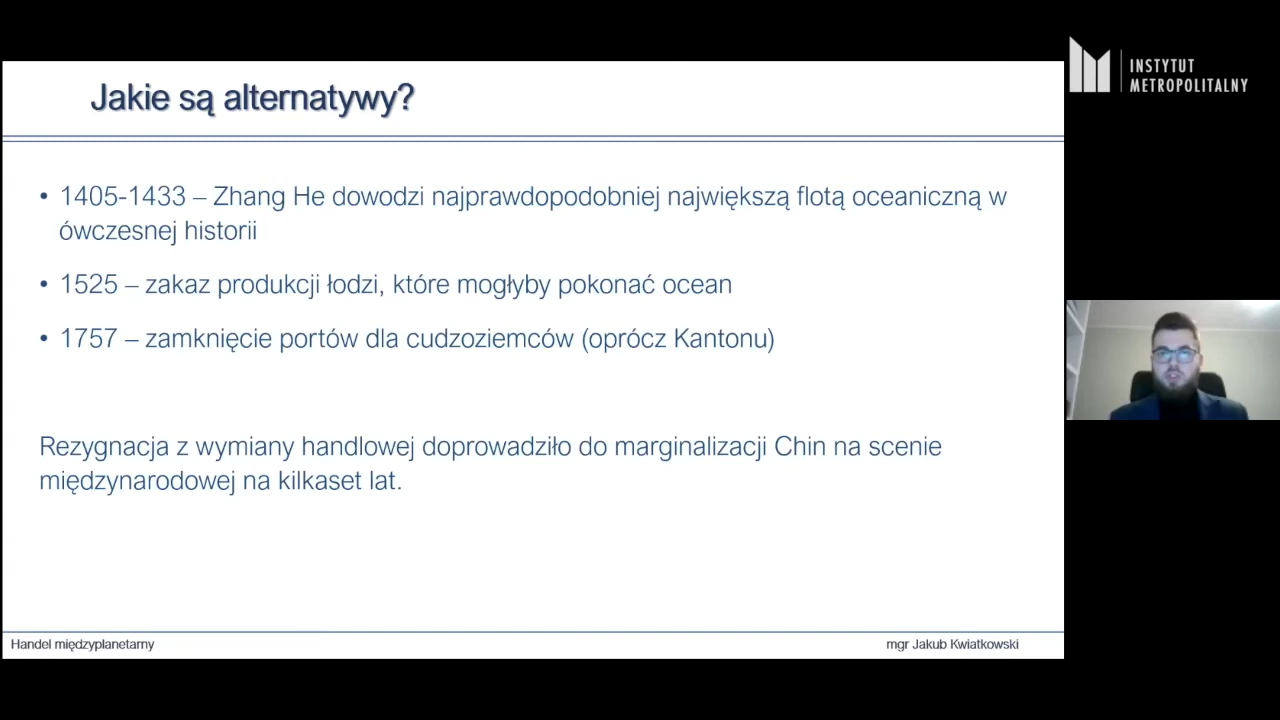 INSTYTUT
METROPOLITALNY
Jakie są alternatywy?
• 1405-1433 – Zhang He dowodzi najprawdopodobniej największą flotą oceaniczną w
ówczesnej historii
• 1525 – zakaz produkcji łodzi, które mogłyby pokonać ocean
• 1757 – zamknięcie portów dla cudzoziemców (oprócz Kantonu)
Rezygnacja z wymiany handlowej doprowadziło do marginalizacji Chin na scenie
międzynarodowej na kilkaset lat.
Handel międzyplanetarny
mgr Jakub Kwiatkowski